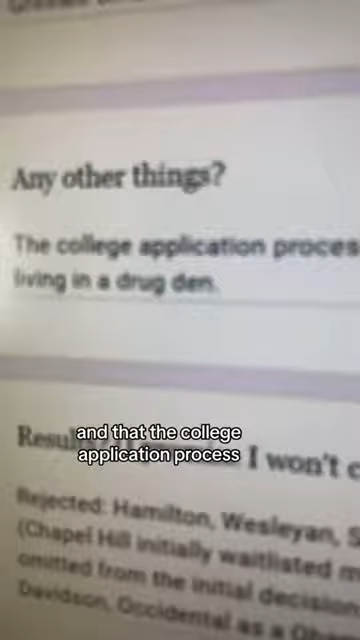 Any other things?
The college application proces
living in a drug den.
and that the college
application process
I won't c
Rejected: Hamilton, Wesleyan, S
(Chapel Hill initially waitlisted m
omitted from the initial decision
Davidson, Occidental as a